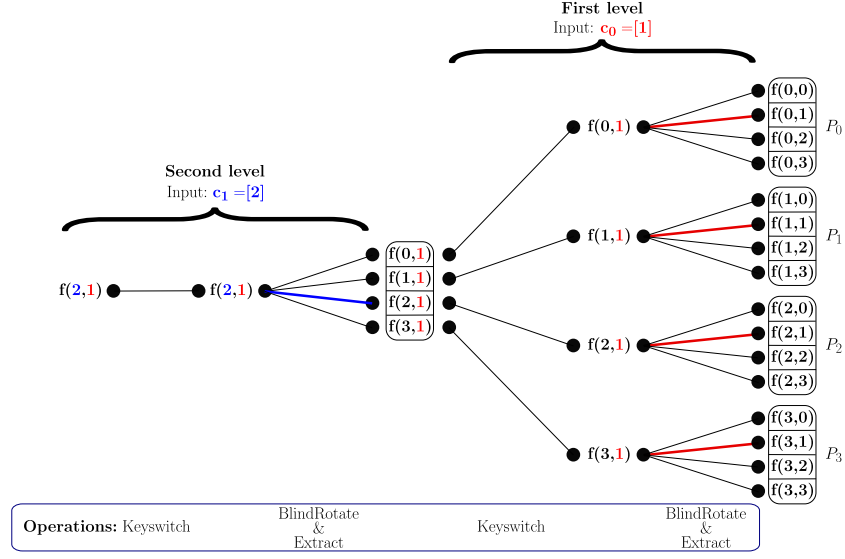 First level
Input: c0 =[1]
Second level
Input: c1 =[2]
f(2,1)
f(2,1)
f(0,1)
f(1,1)
f(2,1)
f(3,1)
f(0,1)
f(1,1)
f(2,1)
f(3,1)
f(0,0)
f(0,1)
f(0,2)
f(0,3)
P0
f(1,0)
f(1,1)
f(1,2)
f(1,3)
P1
f(2,0)
f(2,1)
f(2,2)
f(2,3)
P2
f(3,0)
f(3,1)
f(3,2)
f(3,3)
P3
Operations: Keyswitch
BlindRotate
&
Extract
Keyswitch
BlindRotate
&
Extract